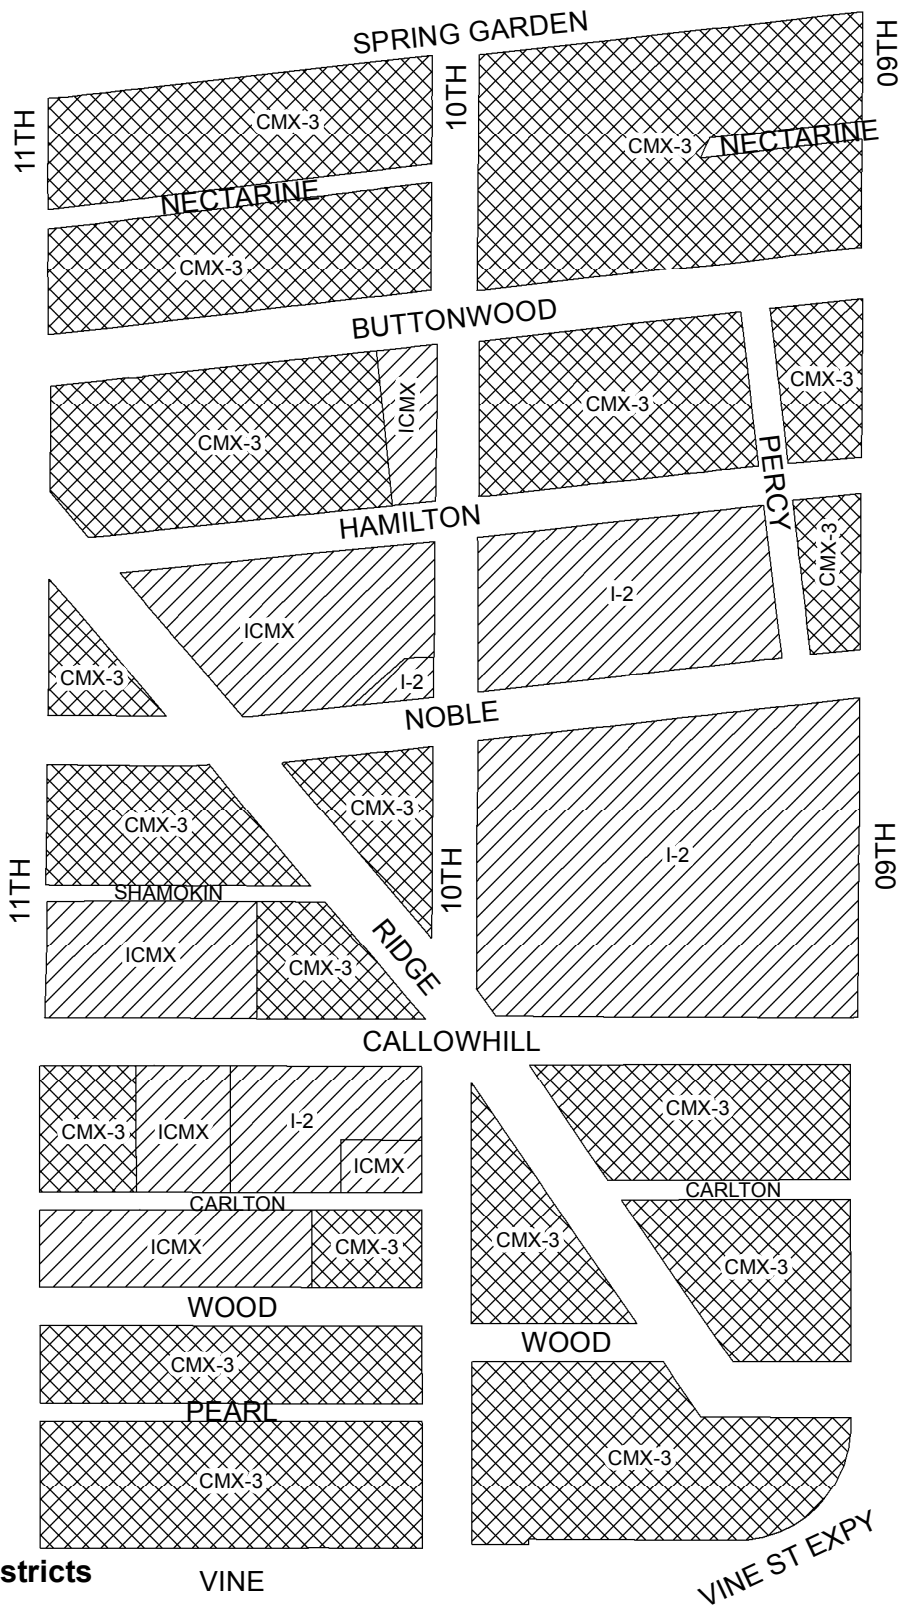 SPRING GARDEN
09TH
10TH
11TH
CMX-3
CMX-3
NECTARINE
NECTARINE
CMX-3
BUTTONWOOD
CMX-3
ICMX
CMX-3
CMX-3
PERCY
HAMILTON
CMX-3
ICMX
I-2
CMX-3
I-2
NOBLE
CMX-3
CMX-3
I-2
09TH
10TH
11TH
SHAMOKIN
ICMX
CMX-3
RIDGE
CALLOWHILL
CMX-3
ICMX
I-2
ICMX
CMX-3
CARLTON
CARLTON
ICMX
CMX-3
CMX-3
CMX-3
WOOD
WOOD
CMX-3
PEARL
CMX-3
CMX-3
VINE ST EXPY
stricts
VINE